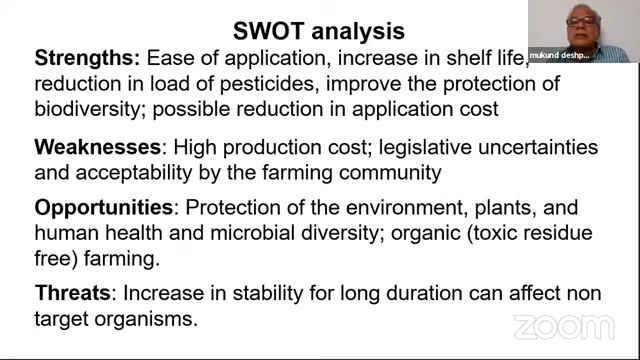 SWOT analysis
Strengths: Ease of application, increase in shelf life,
reduction in load of pesticides, improve the protection of
biodiversity; possible reduction in application cost
Weaknesses: High production cost; legislative uncertainties
and acceptability by the farming community
Opportunities: Protection of the environment, plants, and
human health and microbial diversity; organic (toxic residue
free) farming.
Threats: Increase in stability for long duration can affect non
target organisms.
mukund deshp...
zoom